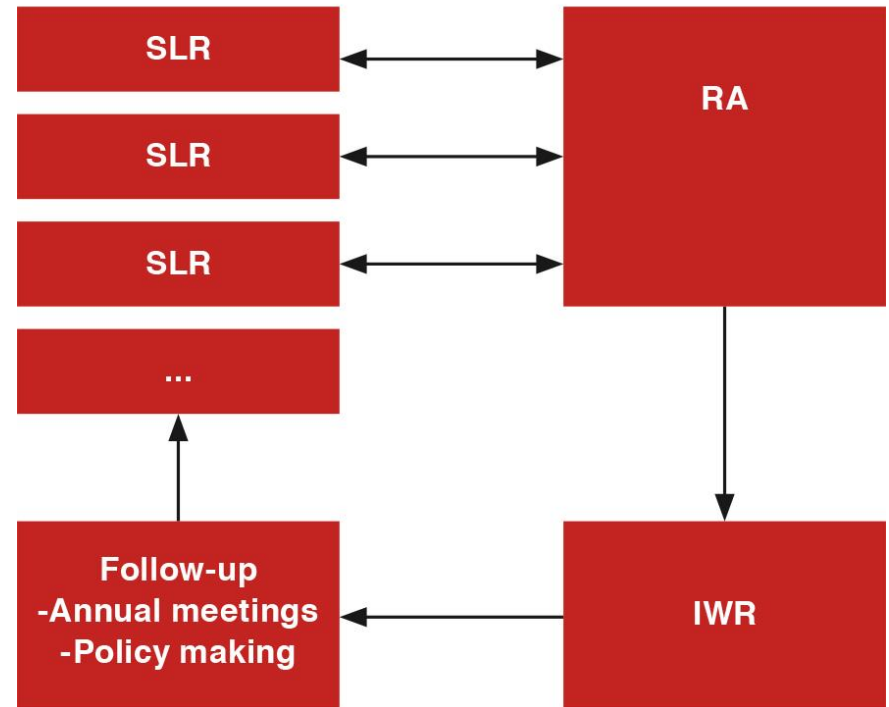 SLR
RA
SLR
SLR
...
Follow-up
-Annual meetings
-Policy making
IWR